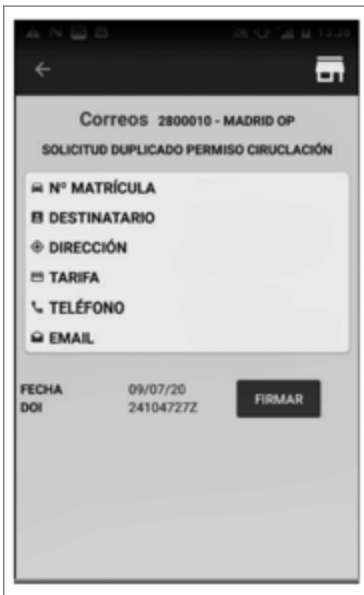 Correos 2800010 - MADRID OP
SOLICITUD DUPLICADO PERMISO CIRUCLACIÓN
Nº MATRÍCULA
DESTINATARIO
DIRECCIÓN
TARIFA
TELÉFONO
EMAIL
FECHA 09/07/20
DOI 24104727Z
FIRMAR